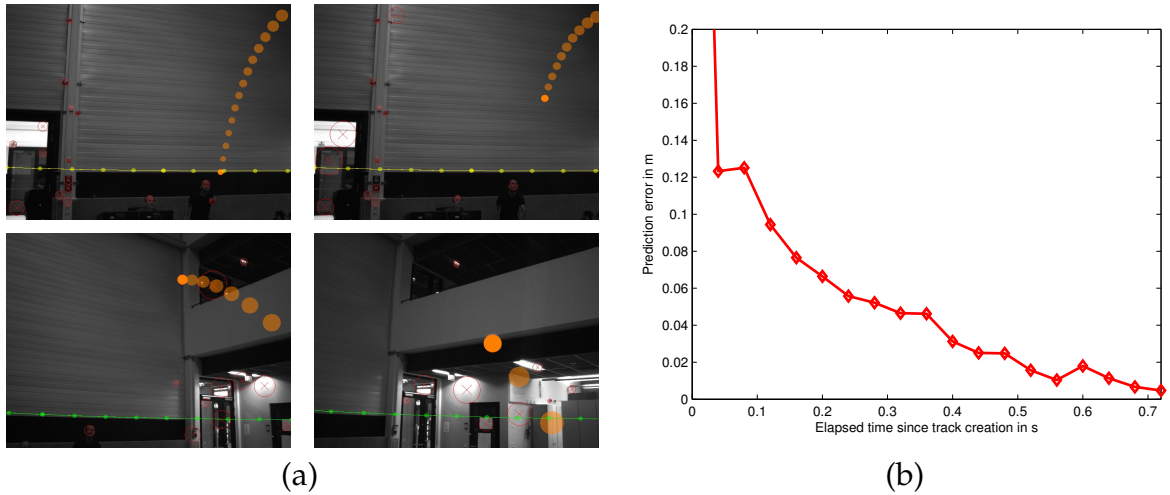 0.2
0.18
0.16
0.14
0.12
0.1
0.08
0.06
0.04
0.02
0
Prediction error in m
0 0.1 0.2 0.3 0.4 0.5 0.6 0.7
Elapsed time since track creation in s
(a) (b)